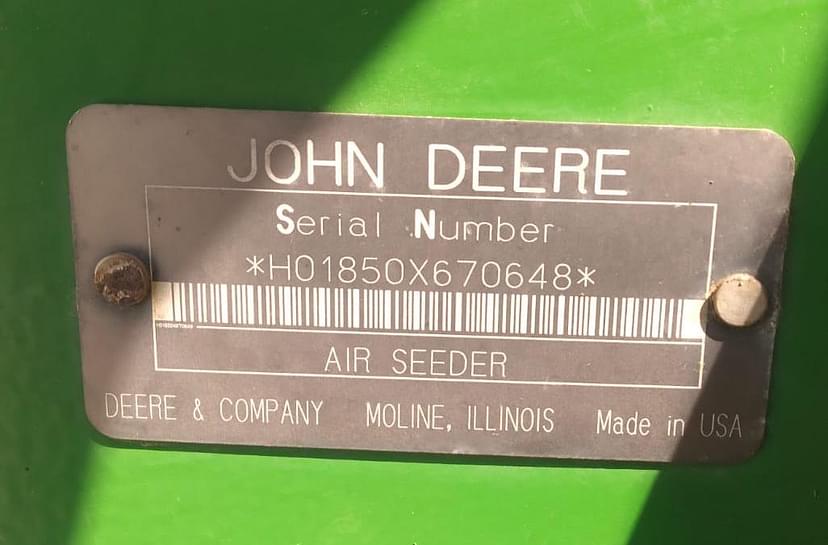 JOHN DEERE
Serial Number
*H01850X670648*
AIR SEEDER
DEERE & COMPANY MOLINE, ILLINOIS Made in USA